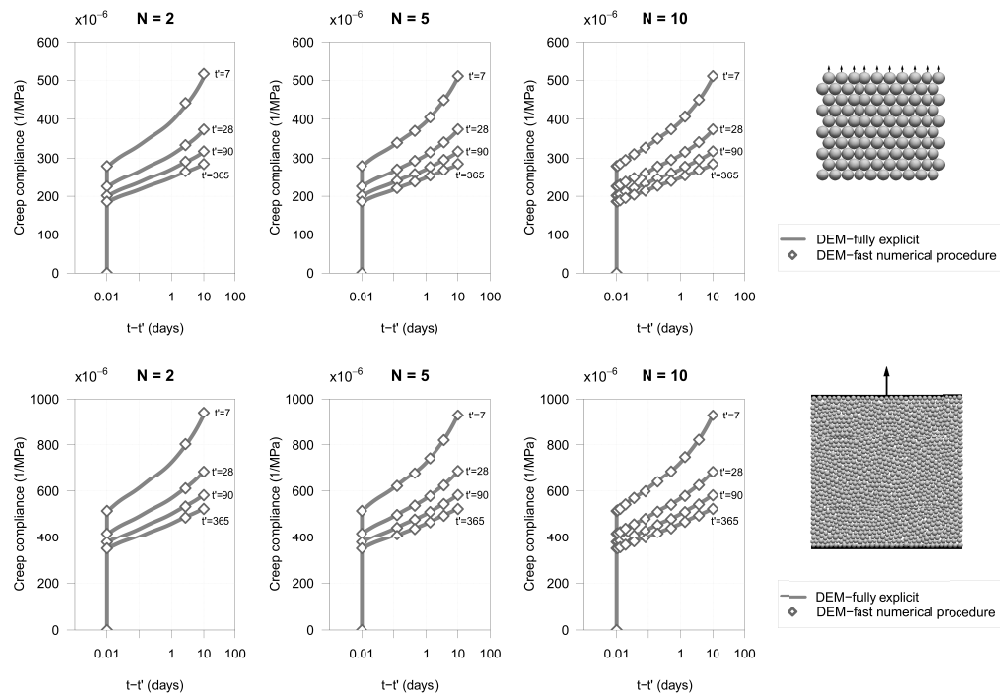 x10−6 N = 2
600
500
400
300
200
100
0
Creep compliance (1/MPa)
t'=7
t'=28
t'=90
t'=365
0.01 1 10 100
t−t' (days)
x10−6 N = 5
600
500
400
300
200
100
0
Creep compliance (1/MPa)
t'=7
t'=28
t'=90
t'=365
0.01 1 10 100
t−t' (days)
x10−6 N = 10
600
500
400
300
200
100
0
Creep compliance (1/MPa)
t'=7
t'=28
t'=90
t'=365
0.01 1 10 100
t−t' (days)
DEM−fully explicit
DEM−fast numerical procedure
x10−6 N = 2
1000
800
600
400
200
0
Creep compliance (1/MPa)
t'=7
t'=28
t'=90
t'=365
0.01 1 10 100
t−t' (days)
x10−6 N = 5
1000
800
600
400
200
0
Creep compliance (1/MPa)
t'=7
t'=28
t'=90
t'=365
0.01 1 10 100
t−t' (days)
x10−6 N = 10
1000
800
600
400
200
0
Creep compliance (1/MPa)
t'=7
t'=28
t'=90
t'=365
0.01 1 10 100
t−t' (days)
DEM−fully explicit
DEM−fast numerical procedure